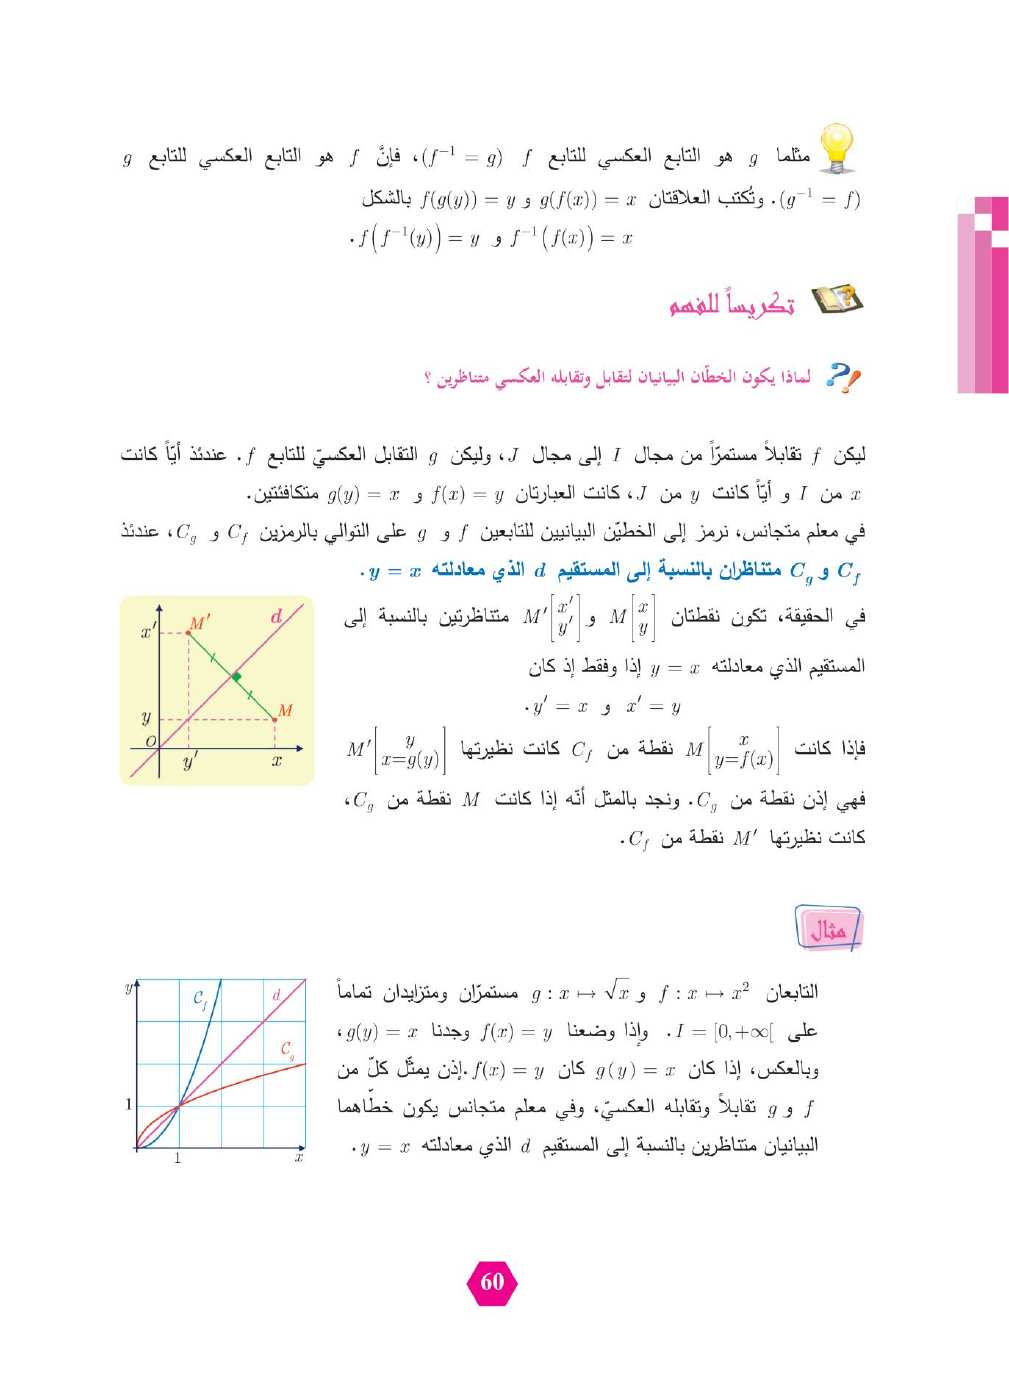 مثلما g هو التابع العكسي للتابع f (f⁻¹ = g)، فإنَّ f هو التابع العكسي للتابع g
(g⁻¹ = f). وتُكتب العلاقتان g(f(x)) = x و f(g(y)) = y بالشكل
f⁻¹(f(x)) = x و f(f⁻¹(y)) = y.
تكريساً للفهم
لماذا يكون الخطّان البيانيان لتقابل وتقابله العكسي متناظرين ؟
ليكن f تقابلاً مستمرّاً من مجال I إلى مجال J، وليكن g التقابل العكسيّ للتابع f. عندئذ أيّاً كانت
x من I و أيّاً كانت y من J، كانت العبارتان f(x) = y و g(y) = x متكافئتين.
في معلم متجانس، نرمز إلى الخطيّن البيانيين للتابعين f و g على التوالي بالرمزين C_f و C_g، عندئذ
C_f و C_g متناظران بالنسبة إلى المستقيم d الذي معادلته y = x.
في الحقيقة، تكون نقطتان M[x y] و M′[x′ y′] متناظرتين بالنسبة إلى
المستقيم الذي معادلته y = x إذا وفقط إذ كان
x′ = y و y′ = x.
فإذا كانت M[x y=f(x)] نقطة من C_f كانت نظيرتها M′[y x=g(y)]
فهي إذن نقطة من C_g. ونجد بالمثل أنّه إذا كانت M نقطة من C_g،
كانت نظيرتها M′ نقطة من C_f.
x′ M′ d
y M
O y′ x
مثال
التابعان f : x ↦ x² و g : x ↦ √x مستمرّان ومتزايدان تماماً
على I = [0,+∞[. وإذا وضعنا f(x) = y وجدنا g(y) = x،
وبالعكس، إذا كان g(y) = x كان f(x) = y.إذن يمثّل كلّ من
f و g تقابلاً وتقابله العكسيّ، وفي معلم متجانس يكون خطّاهما
البيانيان متناظرين بالنسبة إلى المستقيم d الذي معادلته y = x.
y C_f d
C_g
1
1 x
60